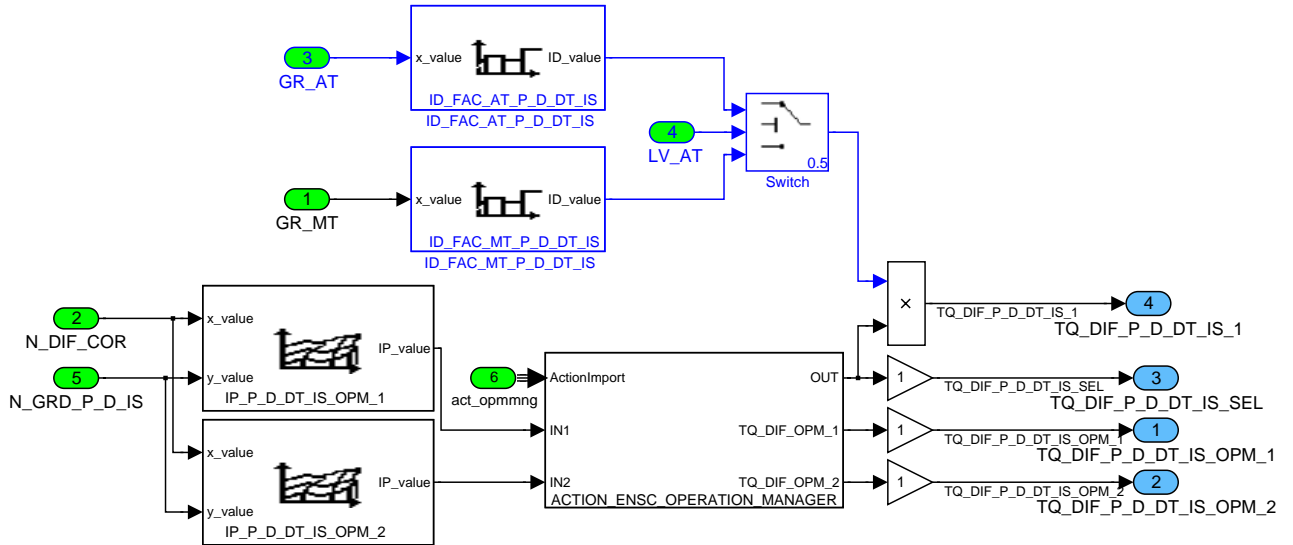 3
GR_AT
x_value
ID_value
ID_FAC_AT_P_D_DT_IS
ID_FAC_AT_P_D_DT_IS
4
LV_AT
0.5
Switch
1
GR_MT
x_value
ID_value
ID_FAC_MT_P_D_DT_IS
ID_FAC_MT_P_D_DT_IS
2
N_DIF_COR
5
N_GRD_P_D_IS
x_value
y_value
IP_value
IP_P_D_DT_IS_OPM_1
x_value
y_value
IP_value
IP_P_D_DT_IS_OPM_2
6
act_opmmng
ActionImport
IN1
IN2
OUT
TQ_DIF_OPM_1
TQ_DIF_OPM_2
ACTION_ENSC_OPERATION_MANAGER
×
TQ_DIF_P_D_DT_IS_1
4
TQ_DIF_P_D_DT_IS_1
1
TQ_DIF_P_D_DT_IS_SEL
3
TQ_DIF_P_D_DT_IS_SEL
1
TQ_DIF_P_D_DT_IS_OPM_1
1
TQ_DIF_P_D_DT_IS_OPM_1
1
TQ_DIF_P_D_DT_IS_OPM_2
2
TQ_DIF_P_D_DT_IS_OPM_2